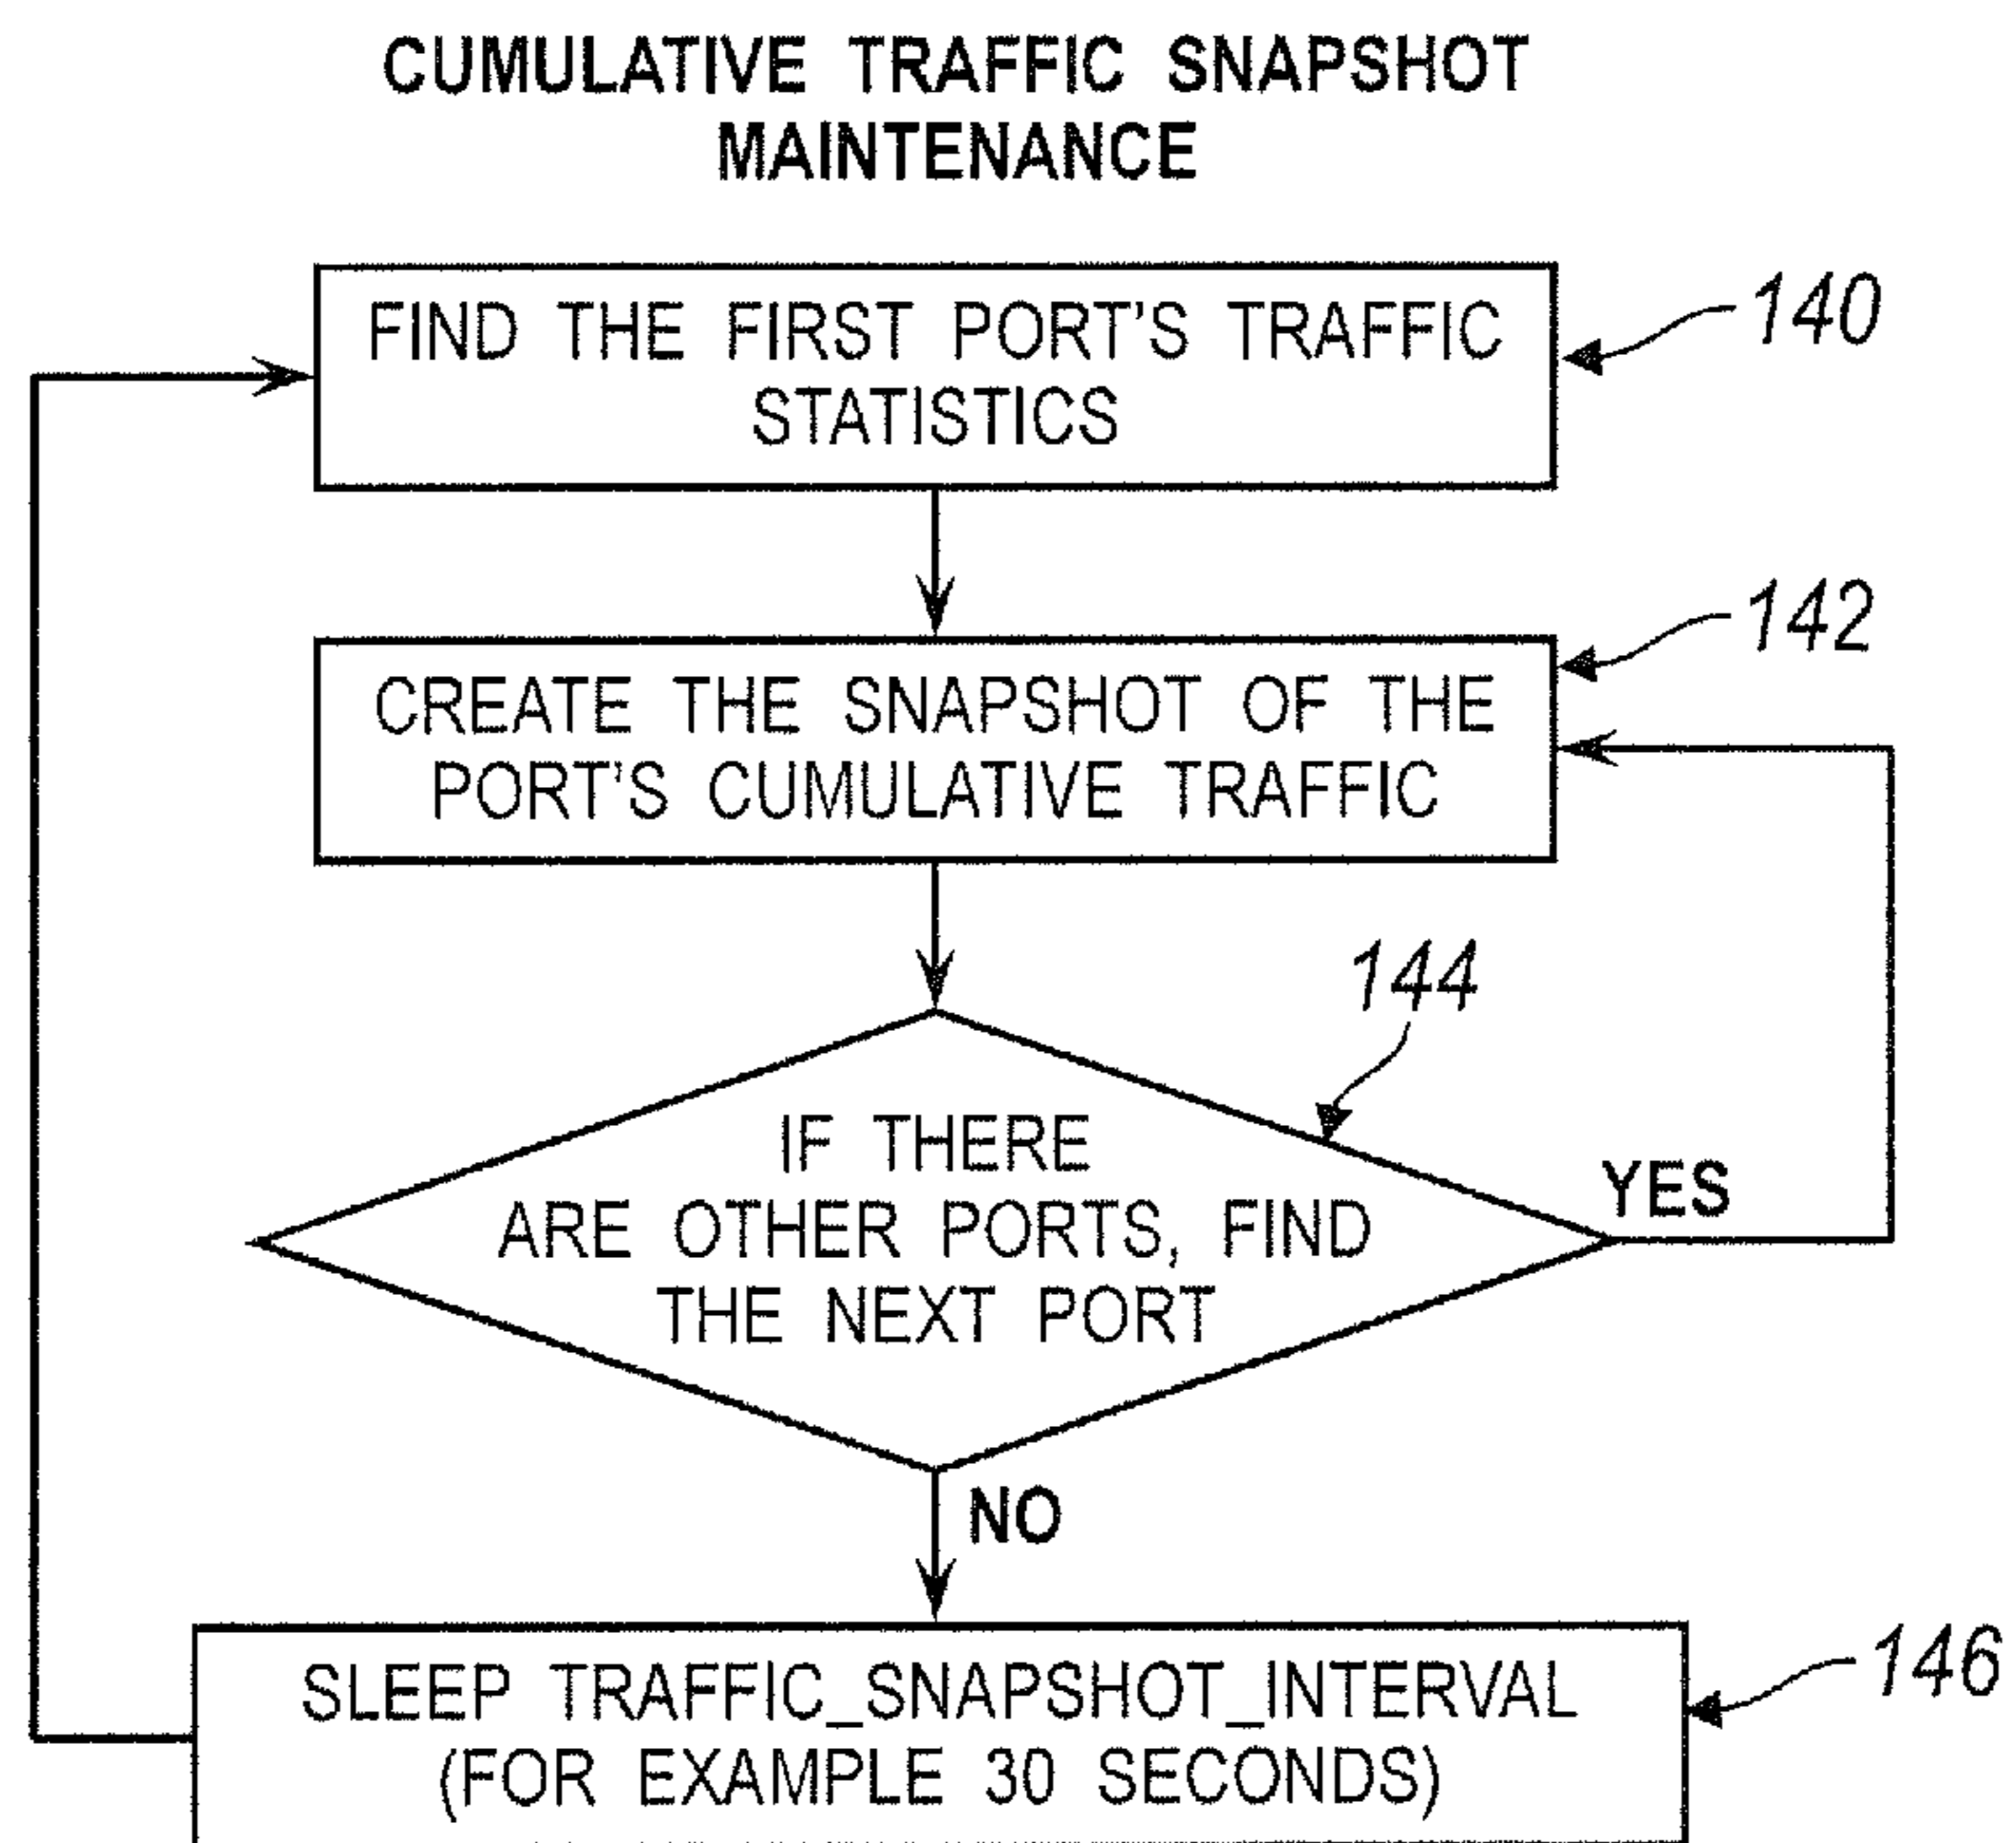 CUMULATIVE TRAFFIC SNAPSHOT
MAINTENANCE
FIND THE FIRST PORT'S TRAFFIC
STATISTICS
140
CREATE THE SNAPSHOT OF THE
PORT'S CUMULATIVE TRAFFIC
142
IF THERE
ARE OTHER PORTS, FIND
THE NEXT PORT
144
YES
NO
SLEEP TRAFFIC_SNAPSHOT_INTERVAL
(FOR EXAMPLE 30 SECONDS)
146